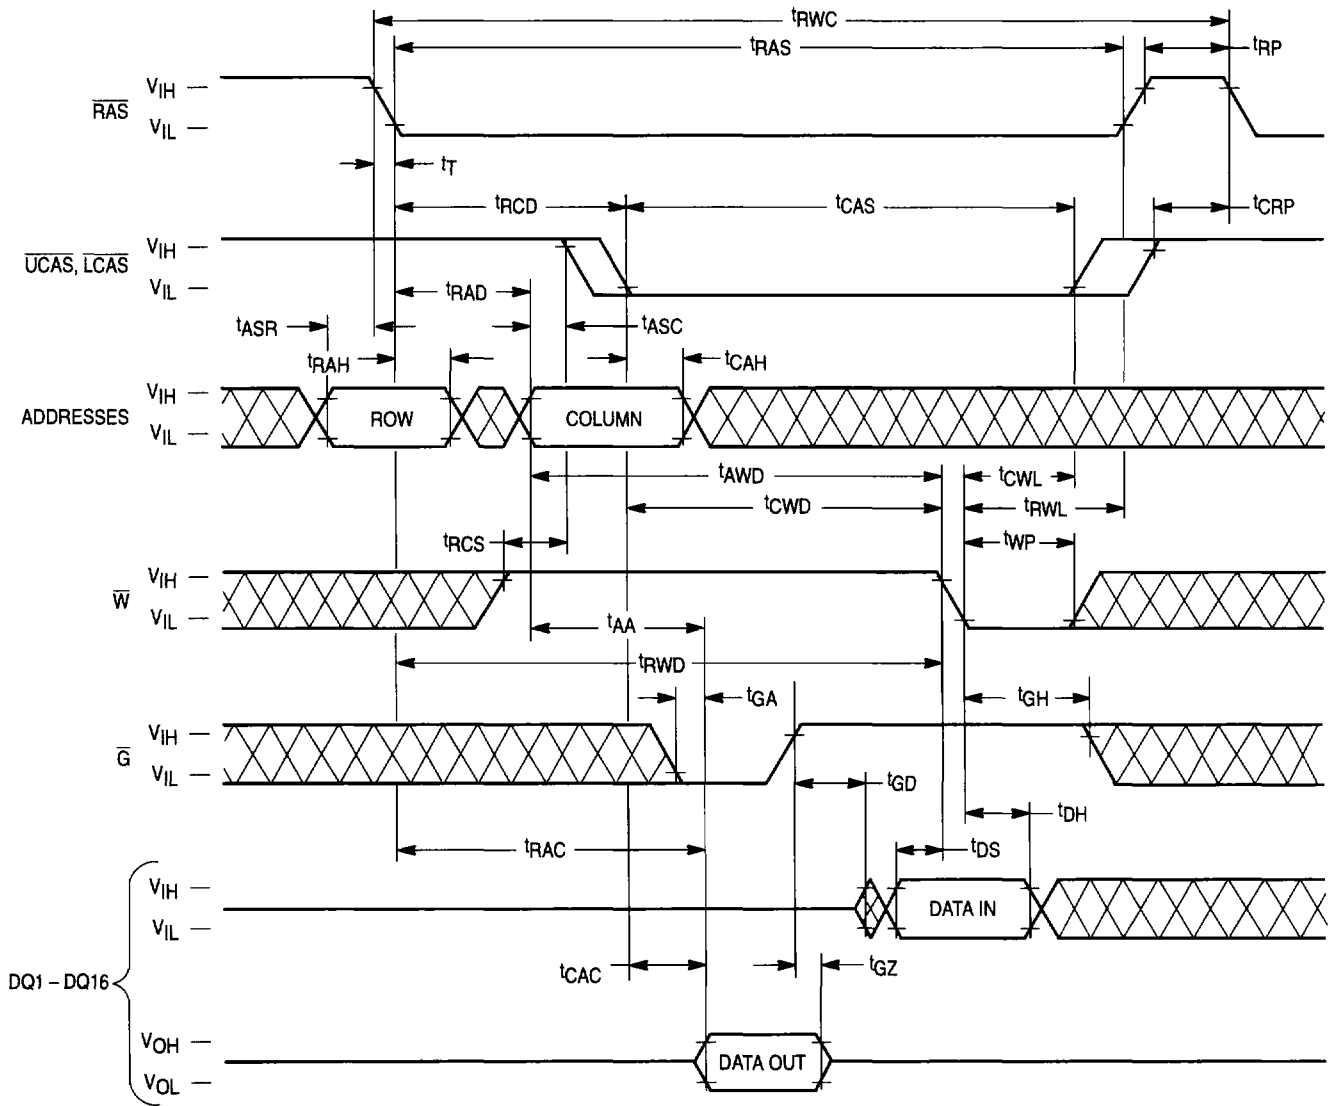 tRWC
tRAS
tRP
RAS
VIH
VIL
tT
tRCD
tCAS
tCRP
UCAS, LCAS
VIH
VIL
tRAD
tASR
tASC
tRAH
tCAH
ADDRESSES
VIH
VIL
ROW
COLUMN
tAWD
tCWL
tCWD
tRWL
tRCS
tWP
W
VIH
VIL
tAA
tRWD
tGA
tGH
G
VIH
VIL
tGD
tDH
tRAC
tDS
VIH
VIL
DATA IN
tCAC
tGZ
DQ1 – DQ16
VOH
VOL
DATA OUT